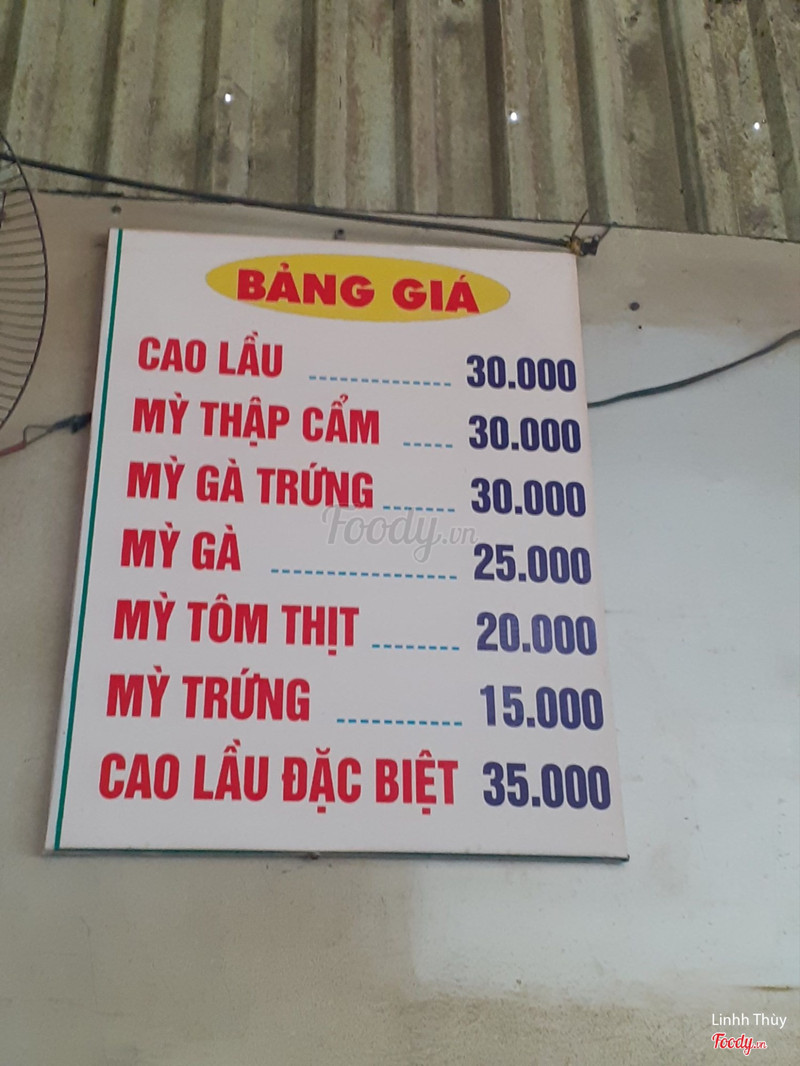 BẢNG GIÁ
CAO LẦU ............ 30.000
MỲ THẬP CẨM ..... 30.000
MỲ GÀ TRỨNG ...... 30.000
MỲ GÀ ............... 25.000
MỲ TÔM THỊT ....... 20.000
MỲ TRỨNG .......... 15.000
CAO LẦU ĐẶC BIỆT 35.000
Foody.vn
Linhh Thùy
Foody.vn